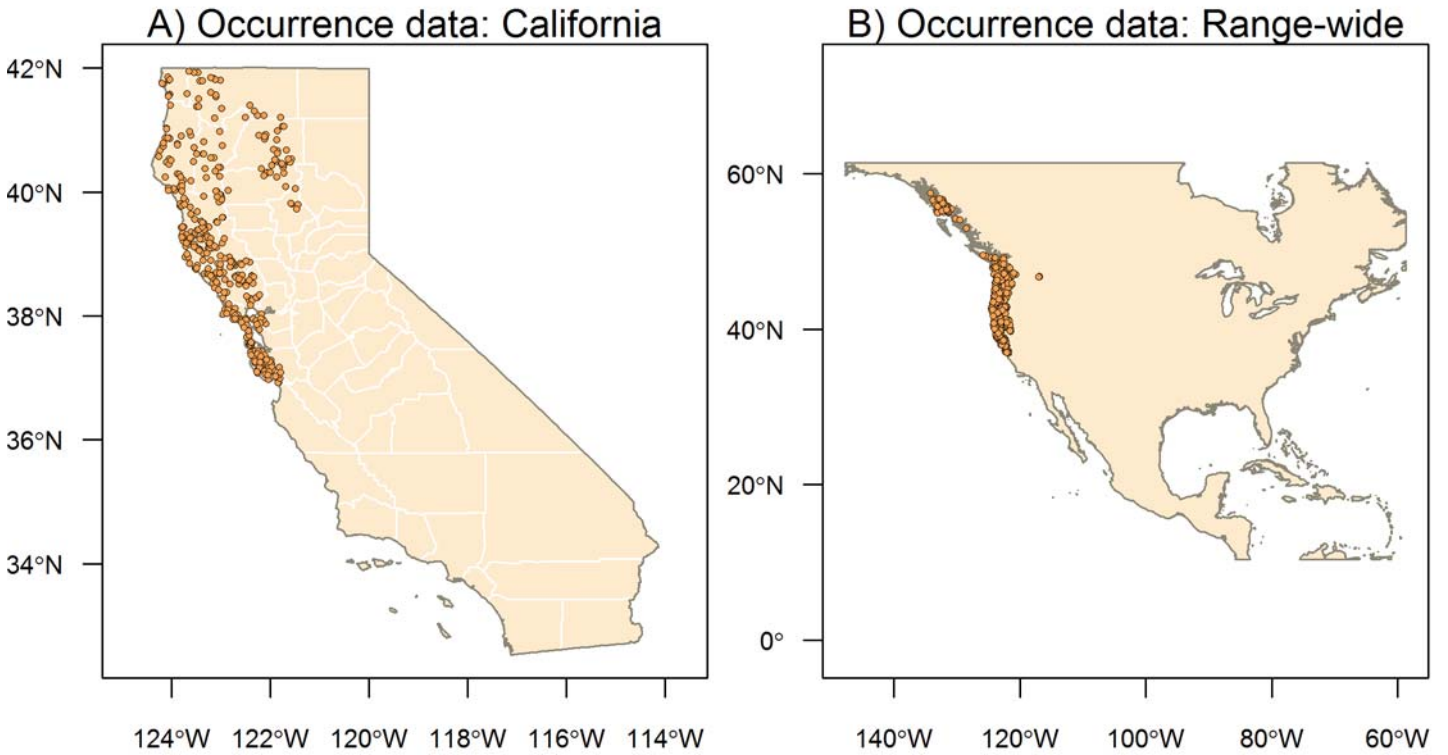 A) Occurrence data: California
B) Occurrence data: Range-wide
42°N
40°N
38°N
36°N
34°N
124°W 122°W 120°W 118°W 116°W 114°W
60°N
40°N
20°N
0°
140°W 120°W 100°W 80°W 60°W